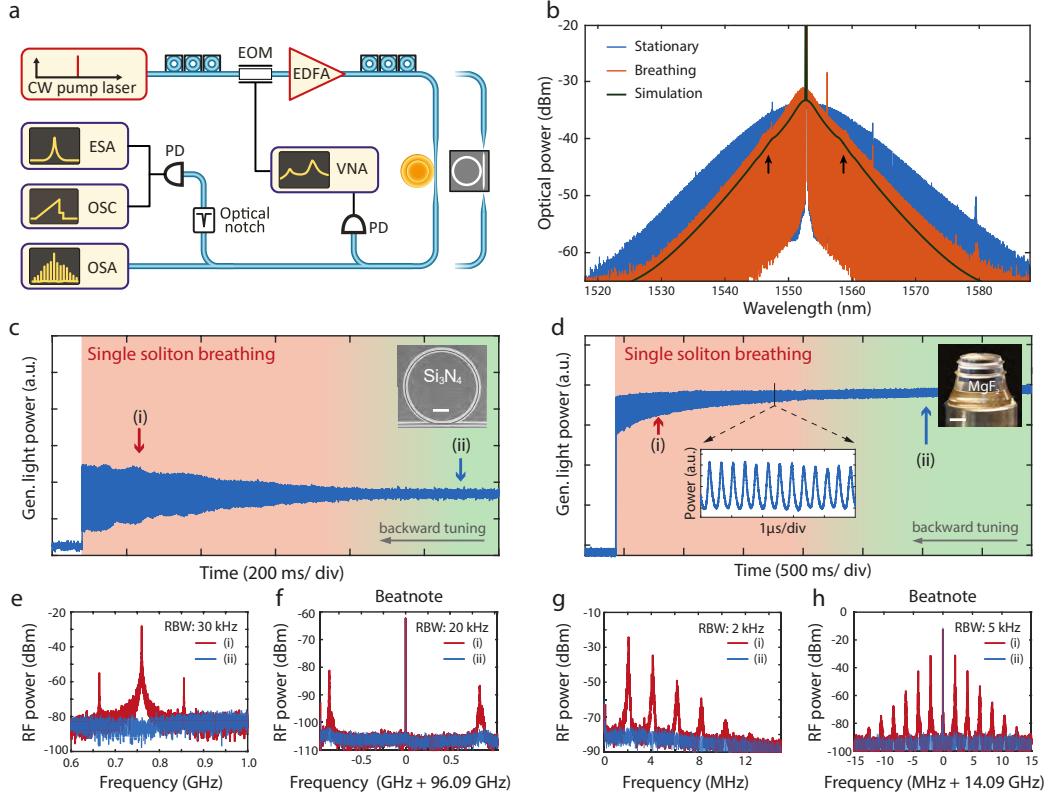 a
CW pump laser
EOM
EDFA
ESA
PD
OSC
Optical
notch
VNA
PD
OSA
b
Optical power (dBm)
-20
-30
-40
-50
-60
Stationary
Breathing
Simulation
1520
1530
1540
1550
1560
1570
1580
Wavelength (nm)
c
Gen. light power (a.u.)
Single soliton breathing
Si3N4
(i)
(ii)
backward tuning
Time (200 ms/ div)
d
Gen. light power (a.u.)
Single soliton breathing
MgF2
(i)
(ii)
Power (a.u.)
1μs/div
backward tuning
Time (500 ms/ div)
e
RF power (dBm)
-20
-40
-60
-80
-100
RBW: 30 kHz
(i)
(ii)
0.6
0.7
0.8
0.9
1.0
Frequency (GHz)
f
Beatnote
-60
-70
-80
-90
-100
-110
RBW: 20 kHz
(i)
(ii)
-0.5
0
0.5
Frequency (GHz + 96.09 GHz)
g
RF power (dBm)
-10
-30
-50
-70
-90
RBW: 2 kHz
(i)
(ii)
0
4
8
12
Frequency (MHz)
h
Beatnote
0
-20
-40
-60
-80
-100
RBW: 5 kHz
(i)
(ii)
-15
-10
-5
0
5
10
15
Frequency (MHz + 14.09 GHz)